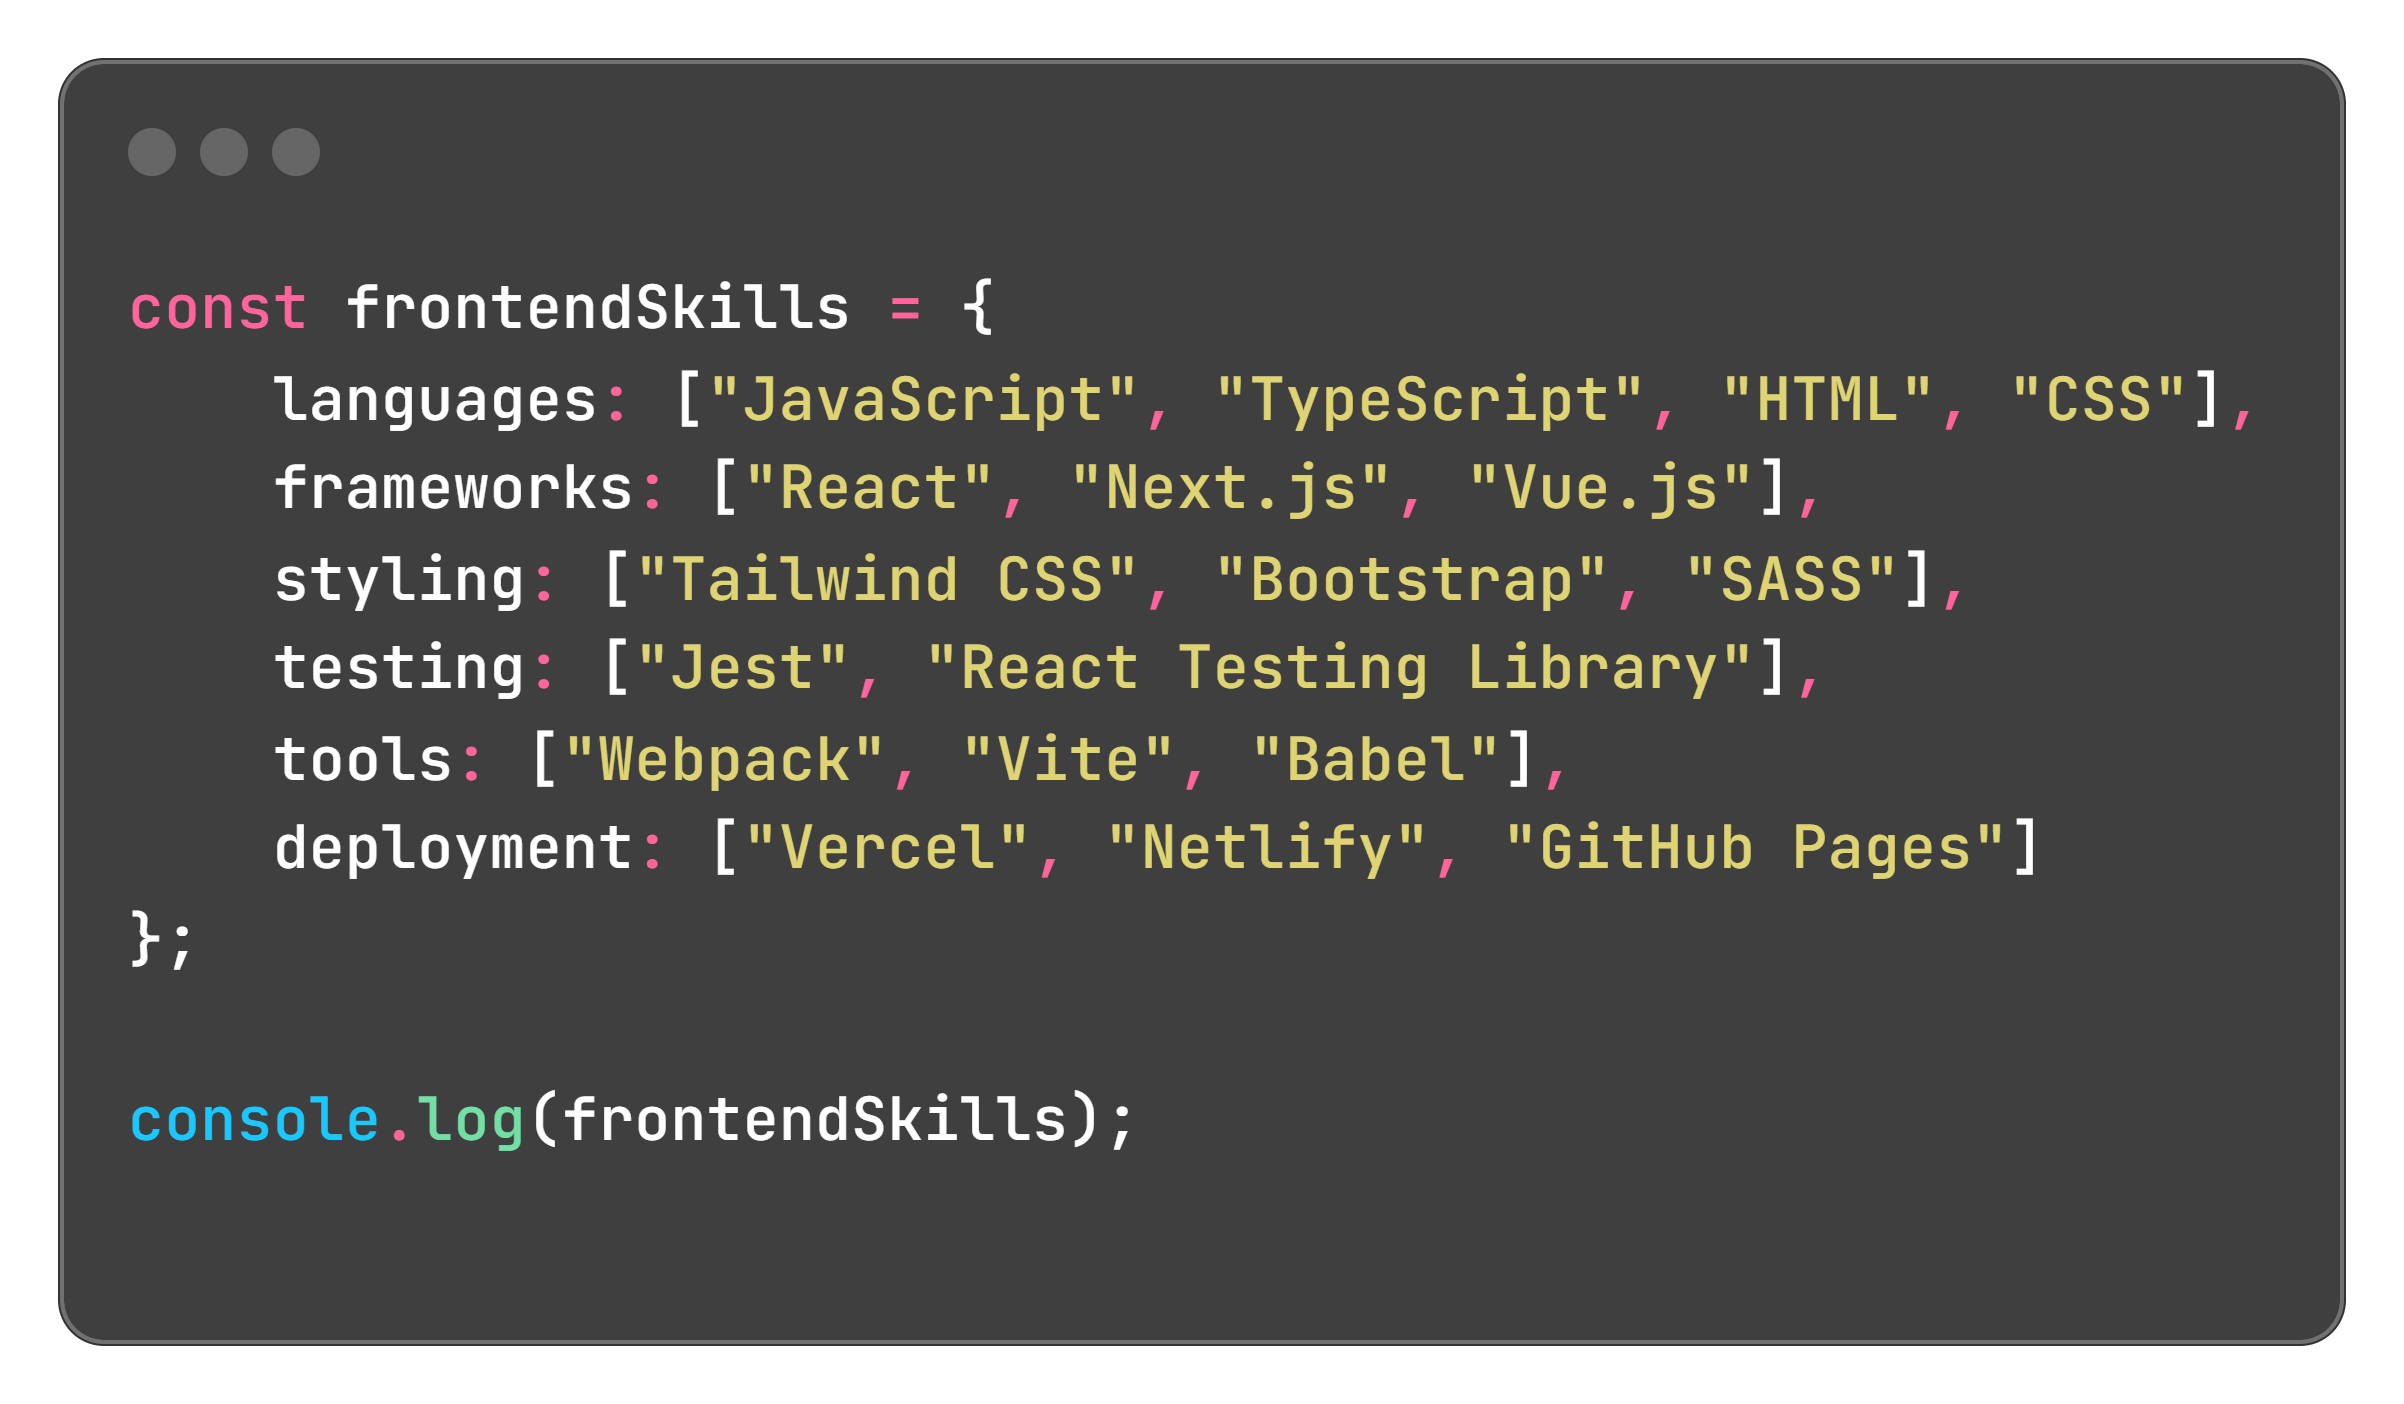 const frontendSkills = {
    languages: ["JavaScript", "TypeScript", "HTML", "CSS"],
    frameworks: ["React", "Next.js", "Vue.js"],
    styling: ["Tailwind CSS", "Bootstrap", "SASS"],
    testing: ["Jest", "React Testing Library"],
    tools: ["Webpack", "Vite", "Babel"],
    deployment: ["Vercel", "Netlify", "GitHub Pages"]
};

console.log(frontendSkills);